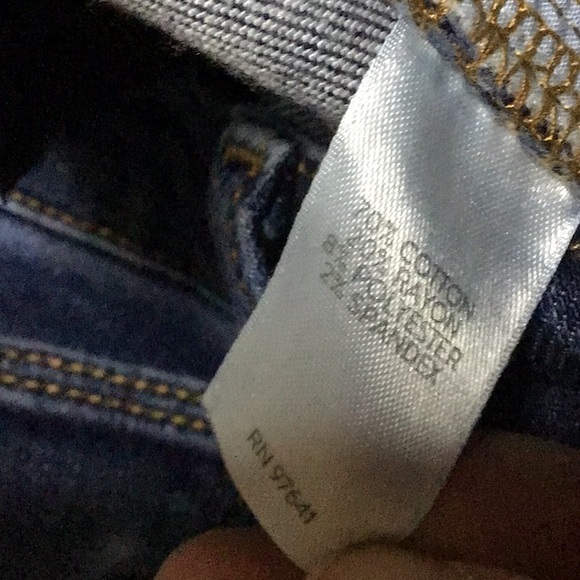 70% COTTON
20% RAYON
8% POLYESTER
2% SPANDEX
RN 97641